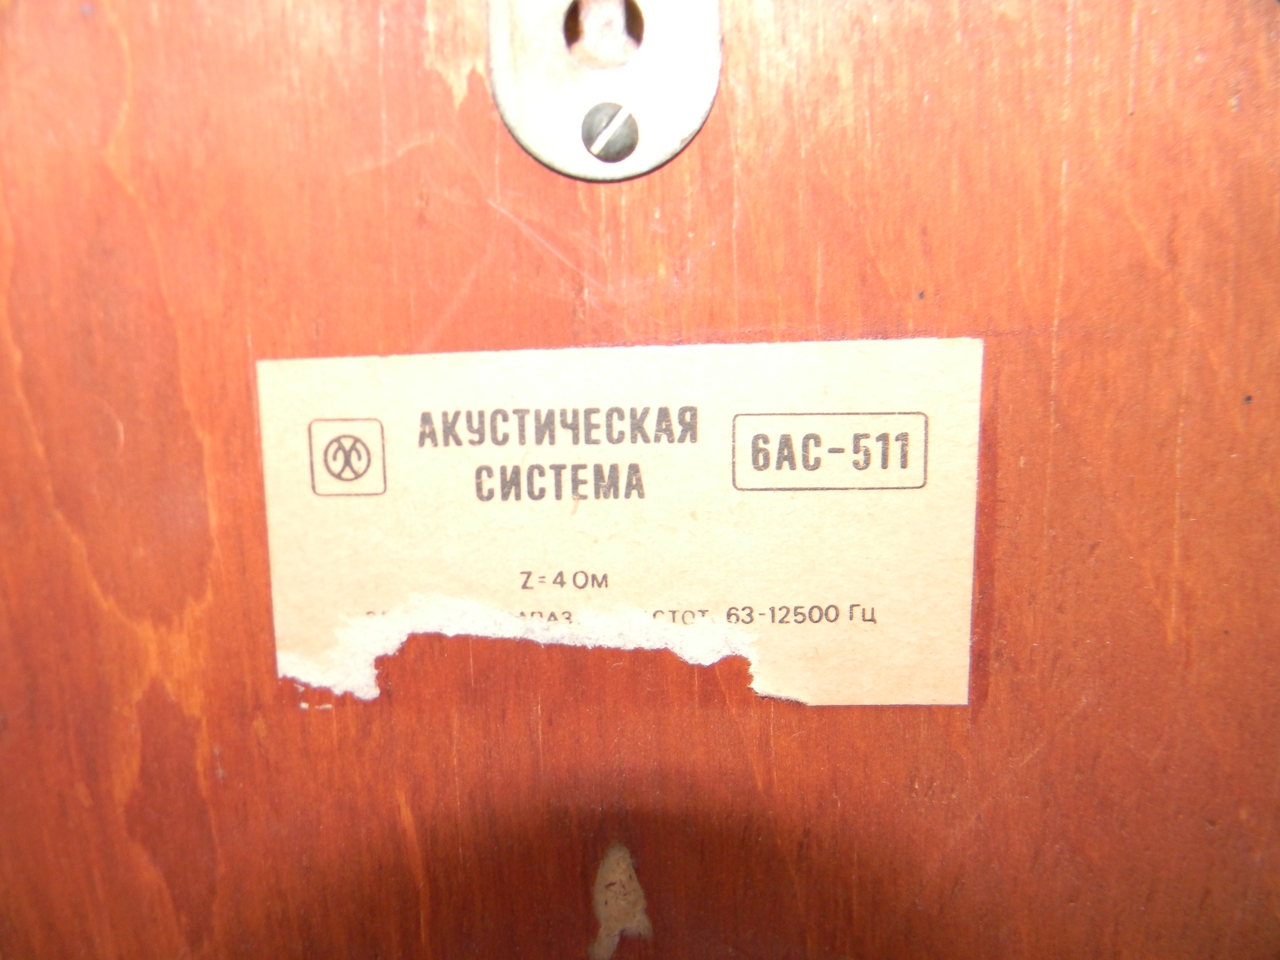 АКУСТИЧЕСКАЯ
СИСТЕМА
6АС-511
Z = 4 Ом
63-12500 Гц